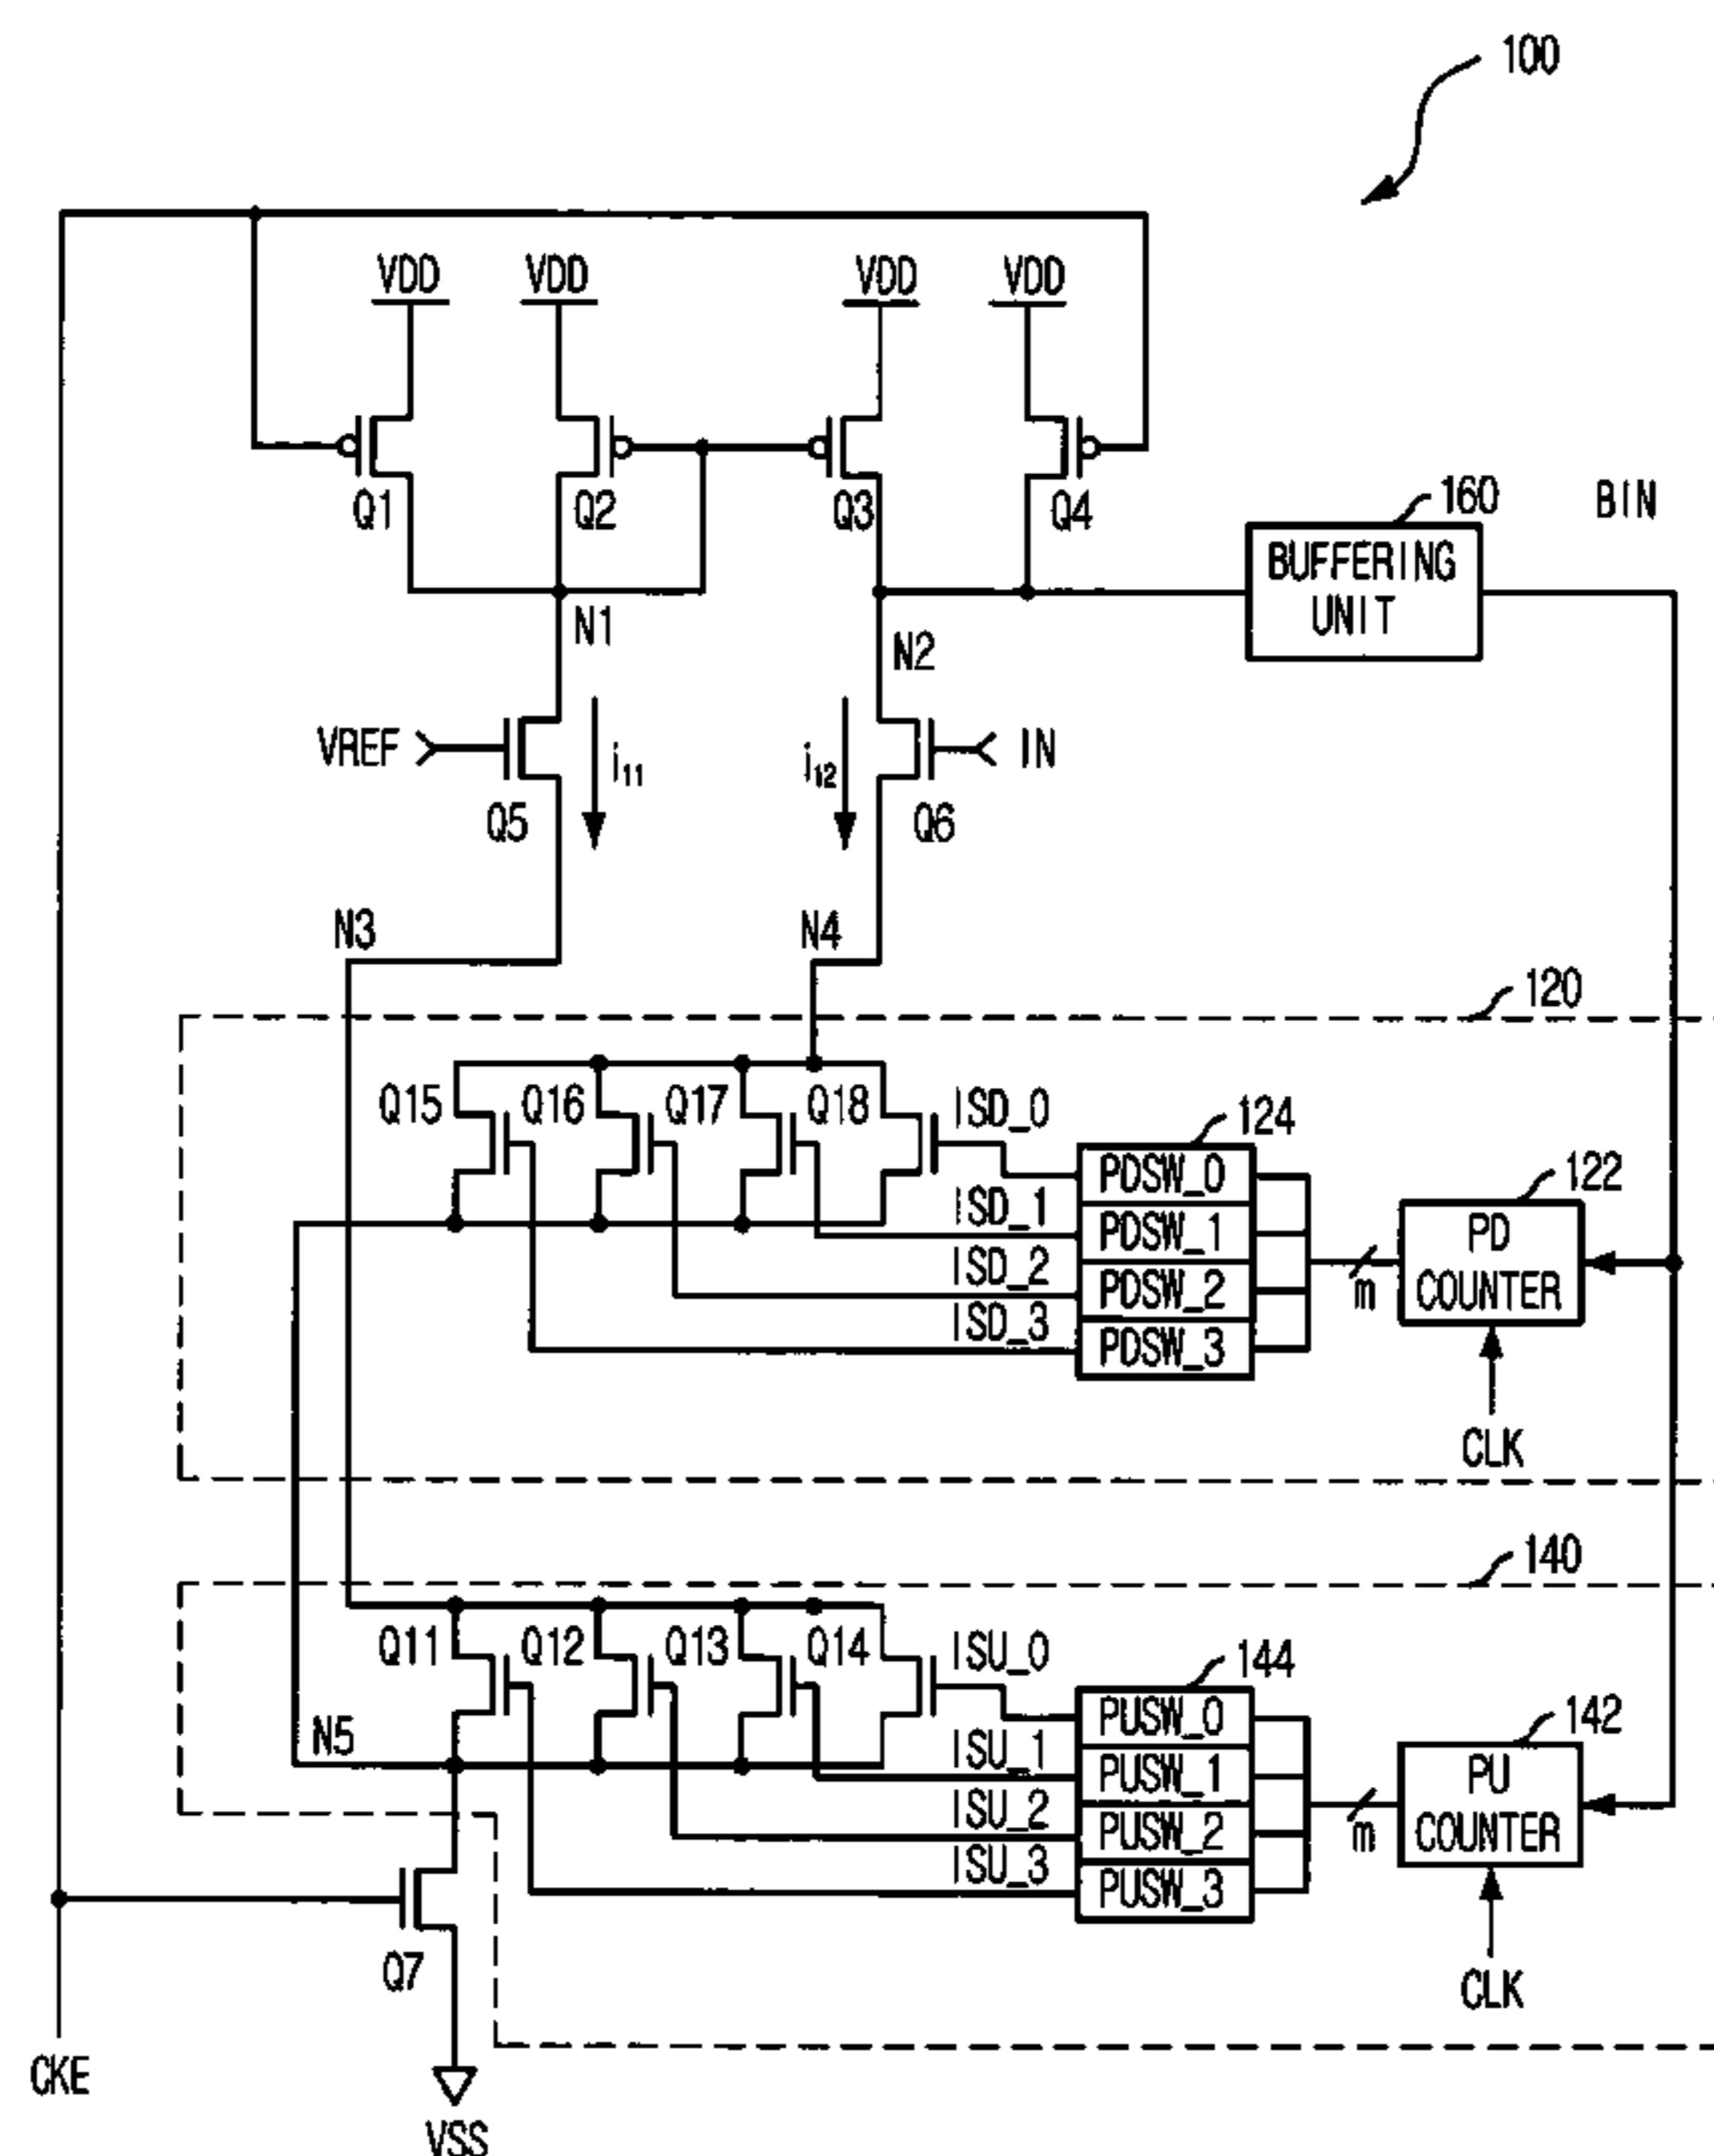 100
VDD VDD VDD VDD
Q1 Q2 Q3 Q4
160
BIN
BUFFERING
UNIT
N1
N2
VREF
i11
i12
IN
Q5
Q6
N3
N4
120
Q15 Q16 Q17 Q18
ISD_0
124
PDSW_0
ISD_1
PDSW_1
ISD_2
PDSW_2
ISD_3
PDSW_3
122
PD
COUNTER
m
CLK
140
Q11 Q12 Q13 Q14
ISU_0
144
PUSW_0
N5
ISU_1
PUSW_1
ISU_2
PUSW_2
ISU_3
PUSW_3
142
PU
COUNTER
m
CLK
Q7
CKE
VSS